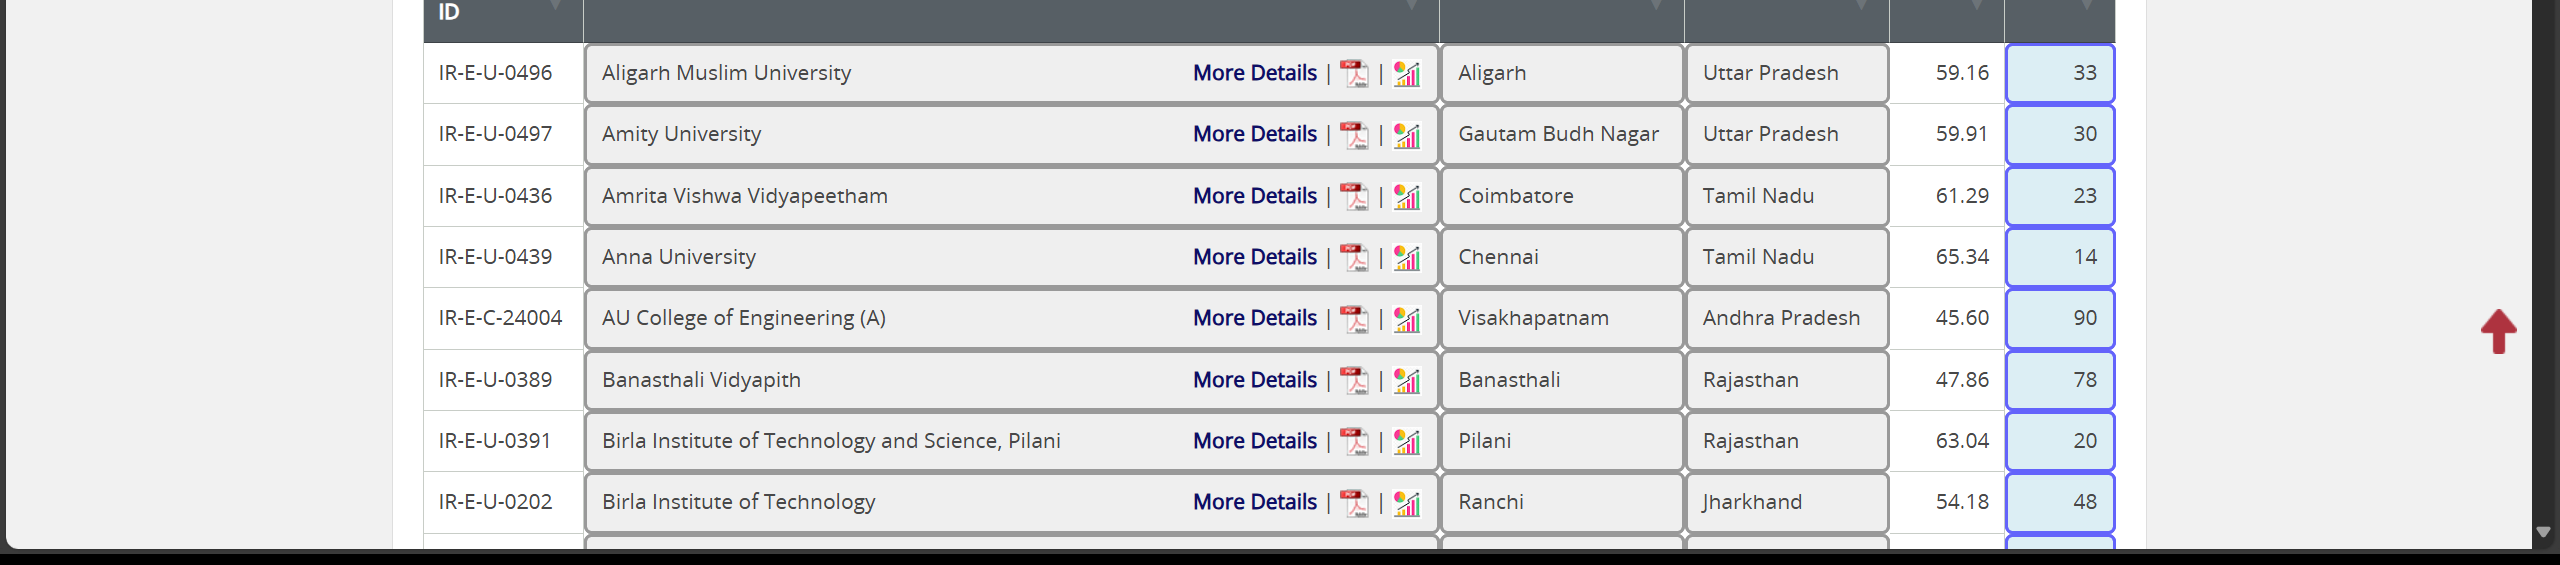 ID
IR-E-U-0496 Aligarh Muslim University More Details | | Aligarh Uttar Pradesh 59.16 33
IR-E-U-0497 Amity University More Details | | Gautam Budh Nagar Uttar Pradesh 59.91 30
IR-E-U-0436 Amrita Vishwa Vidyapeetham More Details | | Coimbatore Tamil Nadu 61.29 23
IR-E-U-0439 Anna University More Details | | Chennai Tamil Nadu 65.34 14
IR-E-C-24004 AU College of Engineering (A) More Details | | Visakhapatnam Andhra Pradesh 45.60 90
IR-E-U-0389 Banasthali Vidyapith More Details | | Banasthali Rajasthan 47.86 78
IR-E-U-0391 Birla Institute of Technology and Science, Pilani More Details | | Pilani Rajasthan 63.04 20
IR-E-U-0202 Birla Institute of Technology More Details | | Ranchi Jharkhand 54.18 48